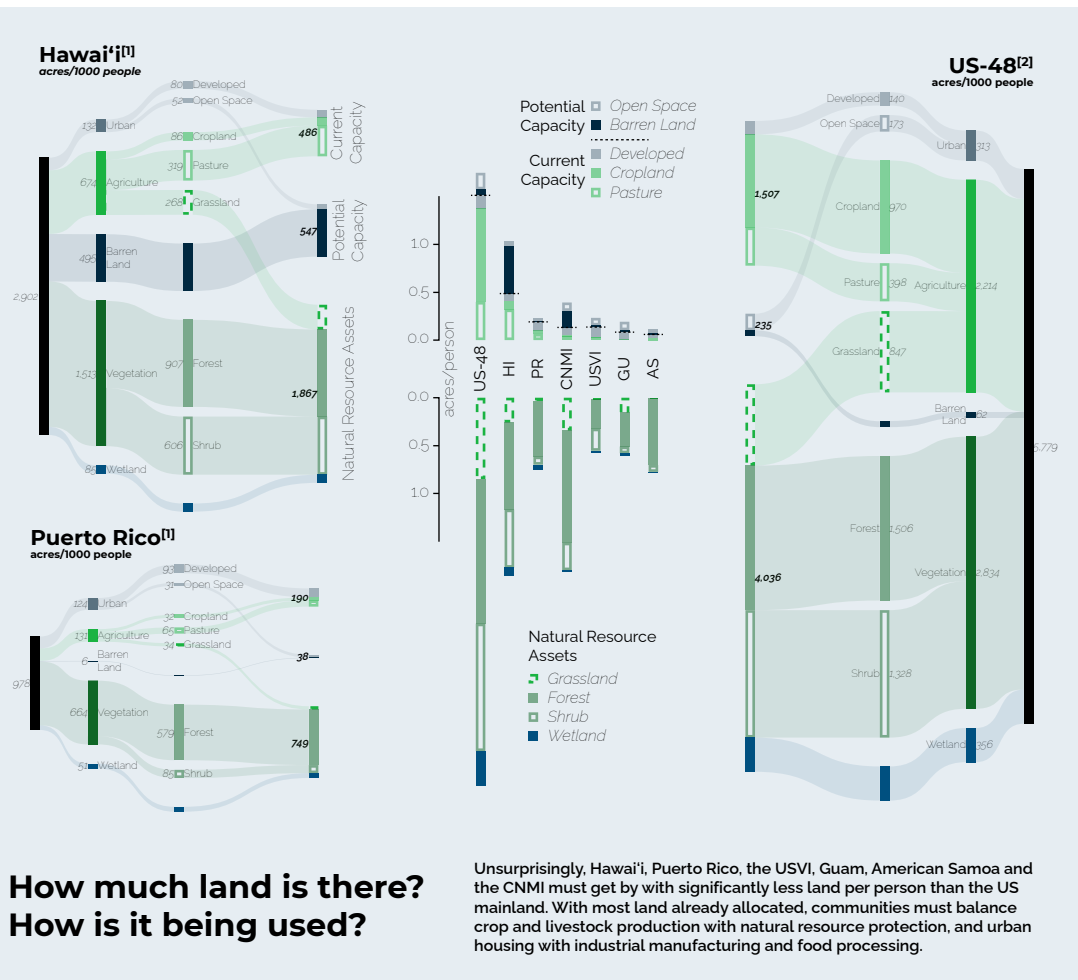 Hawaiʻi[1]
acres/1000 people
80 Developed
52 Open Space
132 Urban
86 Cropland
319 Pasture
674 Agriculture
268 Grassland
495 Barren
Land
2,902
907 Forest
1,513 Vegetation
606 Shrub
85 Wetland
486
Current
Capacity
547
Potential
Capacity
1,867
Natural Resource Assets
Puerto Rico[1]
acres/1000 people
93 Developed
31 Open Space
124 Urban
32 Cropland
65 Pasture
131 Agriculture
34 Grassland
6 Barren
Land
978
664 Vegetation
579 Forest
85 Shrub
51 Wetland
190
38
749
Potential
Capacity
Open Space
Barren Land
Current
Capacity
Developed
Cropland
Pasture
1.0
0.5
0.0
acres/person
US-48
HI
PR
CNMI
USVI
GU
AS
0.0
0.5
1.0
Natural Resource
Assets
Grassland
Forest
Shrub
Wetland
US-48[2]
acres/1000 people
Developed 140
Open Space 173
Urban 313
1,507
Cropland 970
Pasture 398
Agriculture 2,214
235
Grassland 847
Barren
Land 62
5,779
Forest 1,506
4,036
Vegetation 2,834
Shrub 1,328
Wetland 356
How much land is there?
How is it being used?
Unsurprisingly, Hawaiʻi, Puerto Rico, the USVI, Guam, American Samoa and
the CNMI must get by with significantly less land per person than the US
mainland. With most land already allocated, communities must balance
crop and livestock production with natural resource protection, and urban
housing with industrial manufacturing and food processing.